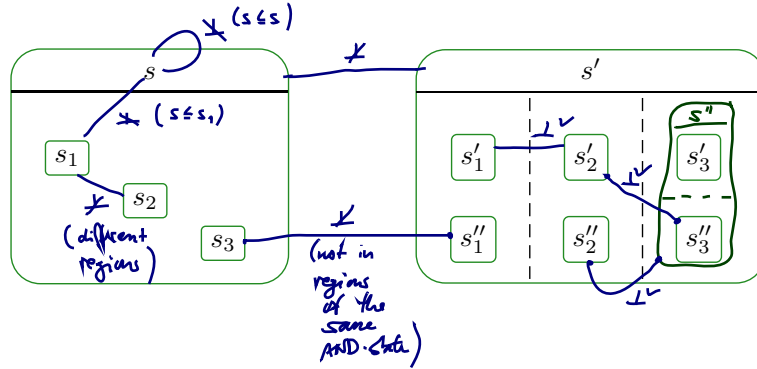 ⊥̸ (s ≤ s)
s
⊥̸
s'
⊥̸ (s ≤ s₁)
s"
s₁
s₂
s₃
⊥̸
(different
regions)
⊥̸
(not in
regions
of the
same
AND-state)
s'₁
⊥ ✓
s'₂
s'₃
⊥ ✓
s''₁
s''₂
s''₃
⊥ ✓